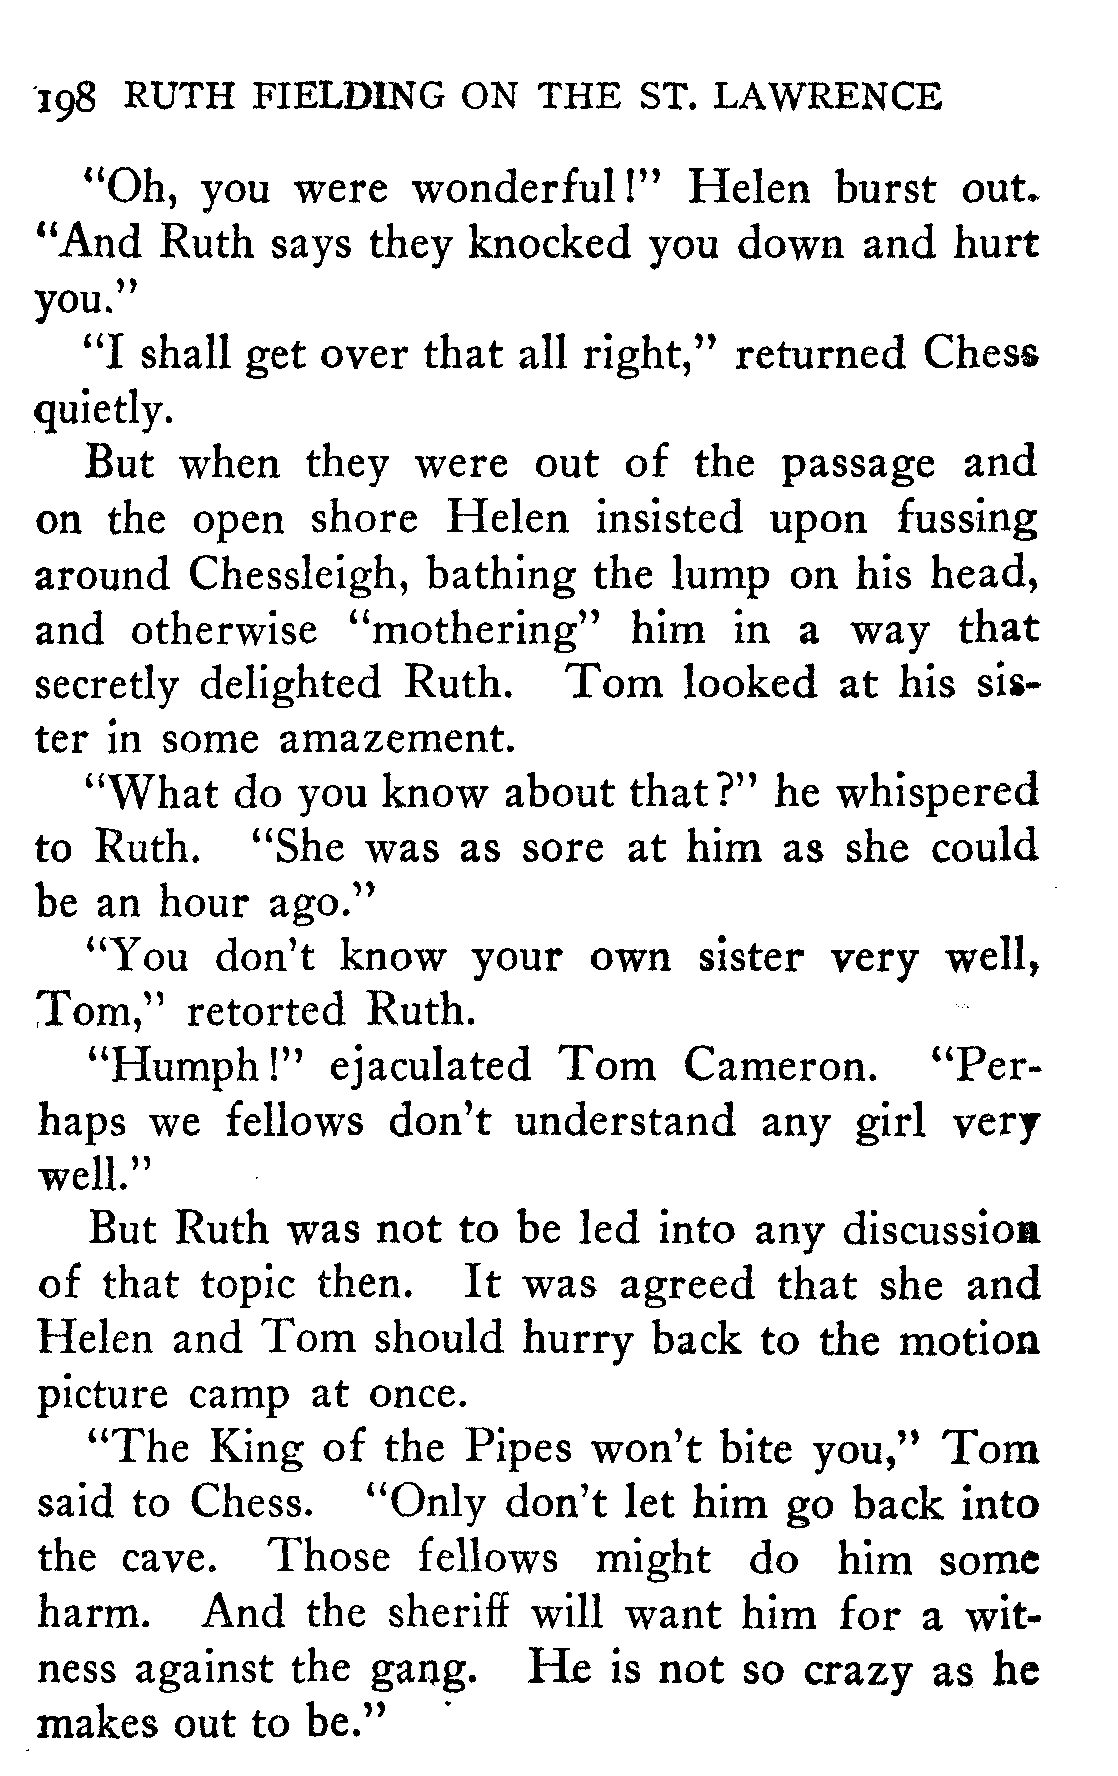 198 RUTH FIELDING ON THE ST. LAWRENCE
“Oh, you were wonderful!” Helen burst out.
“And Ruth says they knocked you down and hurt
you.”
“I shall get over that all right,” returned Chess
quietly.
But when they were out of the passage and
on the open shore Helen insisted upon fussing
around Chessleigh, bathing the lump on his head,
and otherwise “mothering” him in a way that
secretly delighted Ruth. Tom looked at his sis-
ter in some amazement.
“What do you know about that?” he whispered
to Ruth. “She was as sore at him as she could
be an hour ago.”
“You don’t know your own sister very well,
Tom,” retorted Ruth.
“Humph!” ejaculated Tom Cameron. “Per-
haps we fellows don’t understand any girl very
well.”
But Ruth was not to be led into any discussion
of that topic then. It was agreed that she and
Helen and Tom should hurry back to the motion
picture camp at once.
“The King of the Pipes won’t bite you,” Tom
said to Chess. “Only don’t let him go back into
the cave. Those fellows might do him some
harm. And the sheriff will want him for a wit-
ness against the gang. He is not so crazy as he
makes out to be.”